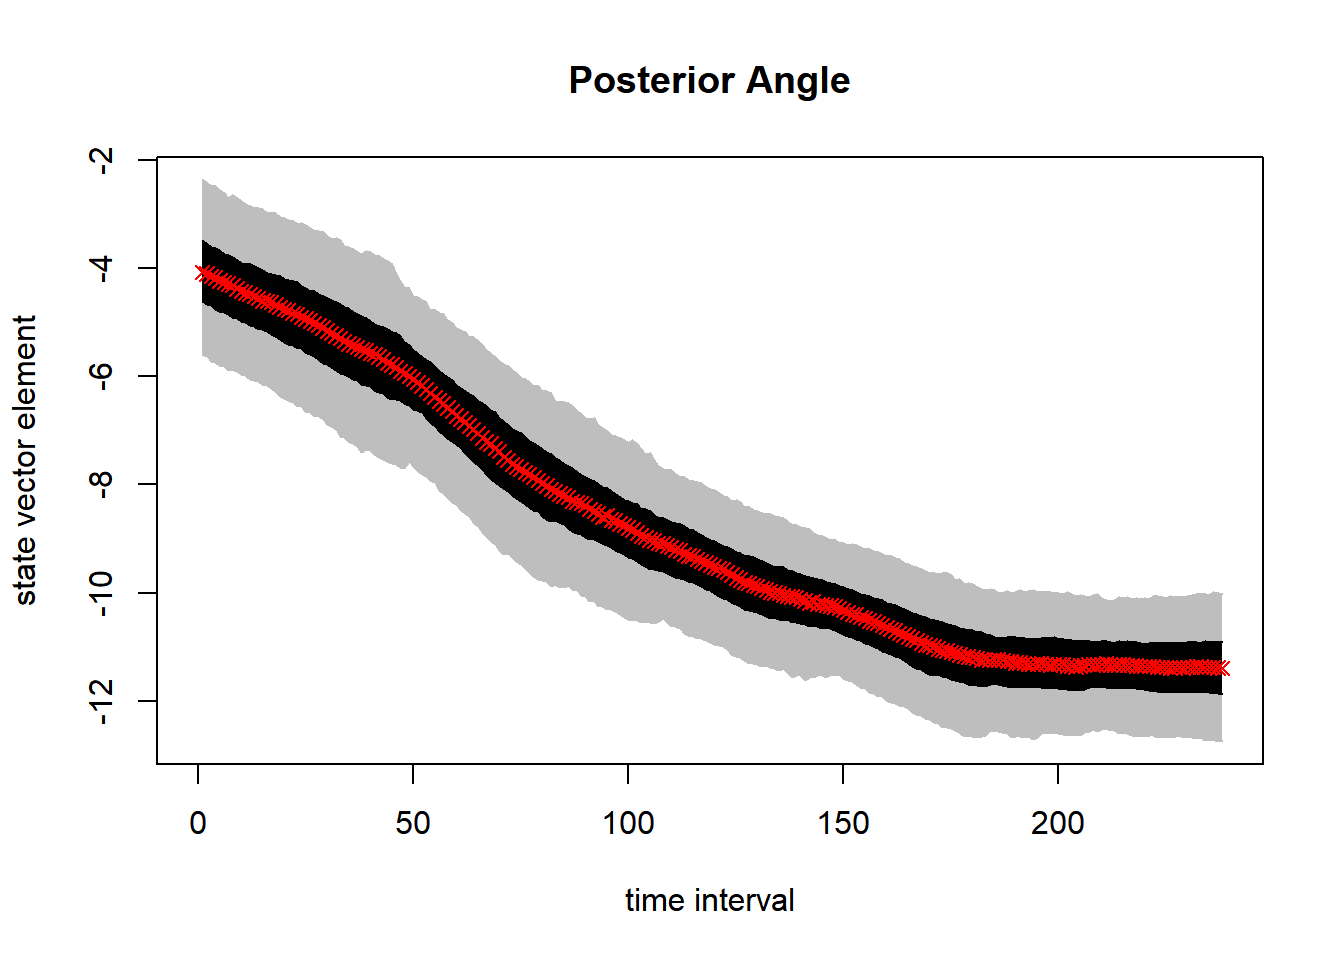 Posterior Angle
state vector element
-2
-4
-6
-8
-10
-12
0 50 100 150 200
time interval